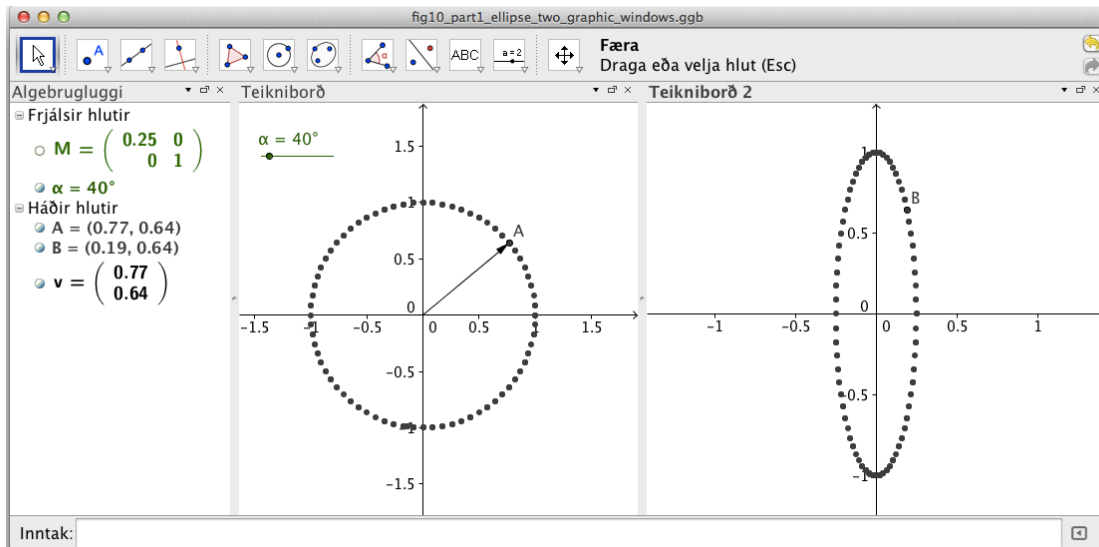 fig10_part1_ellipse_two_graphic_windows.ggb
A
α
ABC
a=2
Færa
Draga eða velja hlut (Esc)
Algebrugluggi
Frjálsir hlutir
M = ( 0.25 0
0 1 )
α = 40°
Háðir hlutir
A = (0.77, 0.64)
B = (0.19, 0.64)
v = ( 0.77
0.64 )
Teikniborð
α = 40°
1.5
1
A
0.5
0
-1.5 -1 -0.5 0 0.5 1 1.5
-0.5
-1
-1.5
Teikniborð 2
1
B
0.5
0
-1 -0.5 0 0.5 1
-0.5
-1
Inntak: